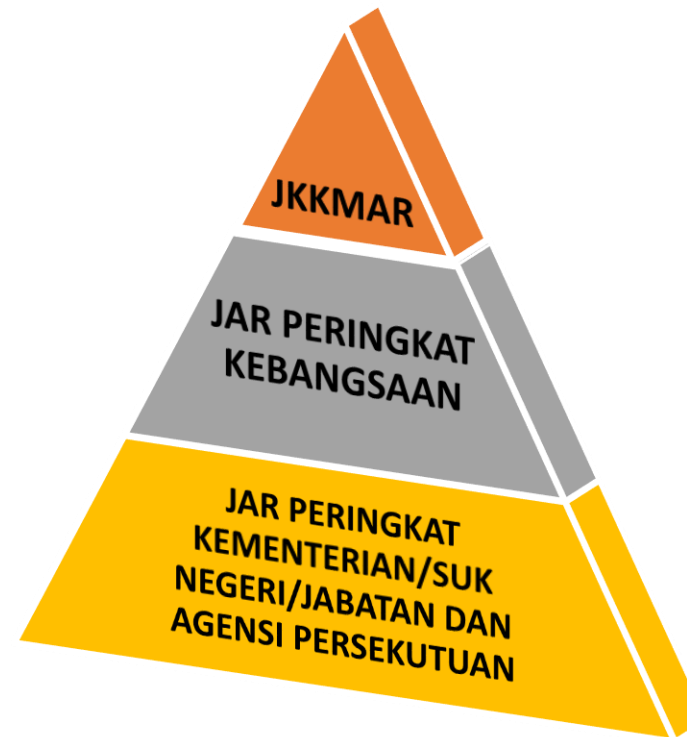 JKKMAR
JAR PERINGKAT
KEBANGSAAN
JAR PERINGKAT
KEMENTERIAN/SUK
NEGERI/JABATAN DAN
AGENSI PERSEKUTUAN